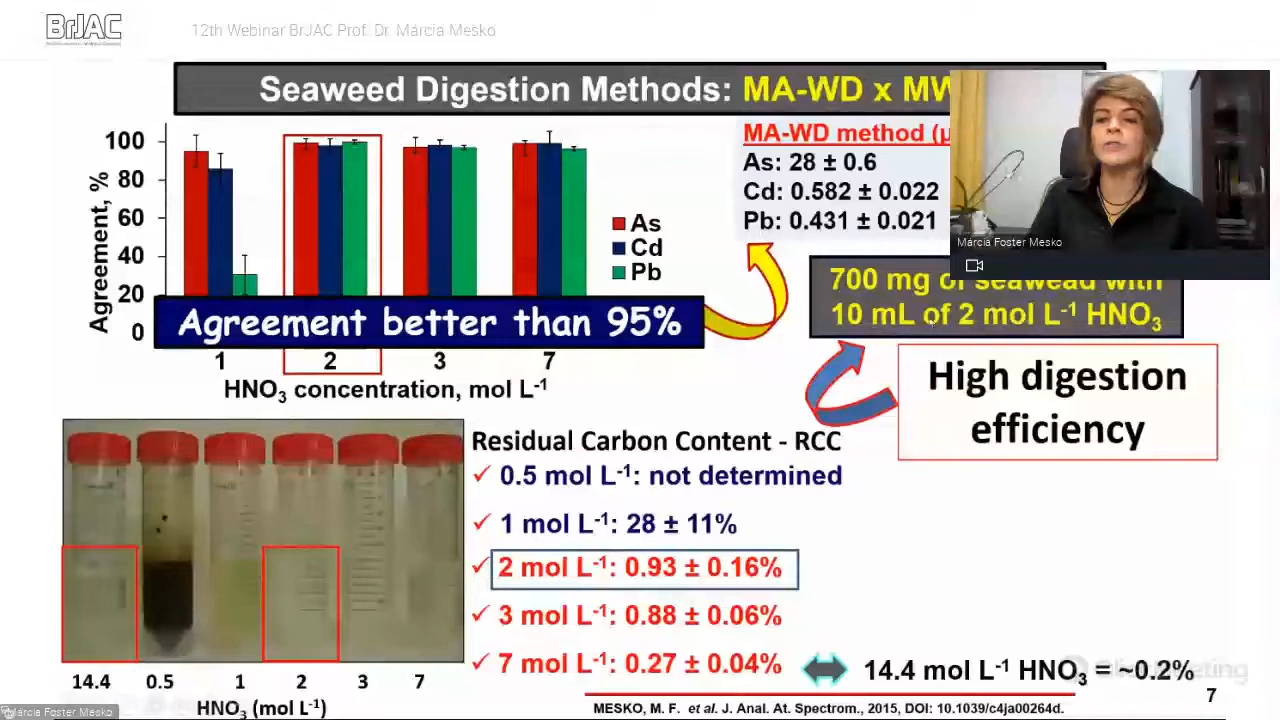 BrJAC
12th Webinar BrJAC Prof. Dr. Márcia Mesko
Seaweed Digestion Methods: MA-WD x MW
Agreement, %
100
80
60
40
20
0
As
Cd
Pb
MA-WD method (µ
As: 28 ± 0.6
Cd: 0.582 ± 0.022
Pb: 0.431 ± 0.021
Márcia Foster Mesko
Agreement better than 95%
700 mg of seawead with
10 mL of 2 mol L⁻¹ HNO₃
1 2 3 7
HNO₃ concentration, mol L⁻¹
High digestion
efficiency
Residual Carbon Content - RCC
✓ 0.5 mol L⁻¹: not determined
✓ 1 mol L⁻¹: 28 ± 11%
✓ 2 mol L⁻¹: 0.93 ± 0.16%
✓ 3 mol L⁻¹: 0.88 ± 0.06%
✓ 7 mol L⁻¹: 0.27 ± 0.04%
14.4 mol L⁻¹ HNO₃ = ~0.2%
14.4 0.5 1 2 3 7
HNO₃ (mol L⁻¹)
MESKO, M. F. et al. J. Anal. At. Spectrom., 2015, DOI: 10.1039/c4ja00264d.
7
Márcia Foster Mesko